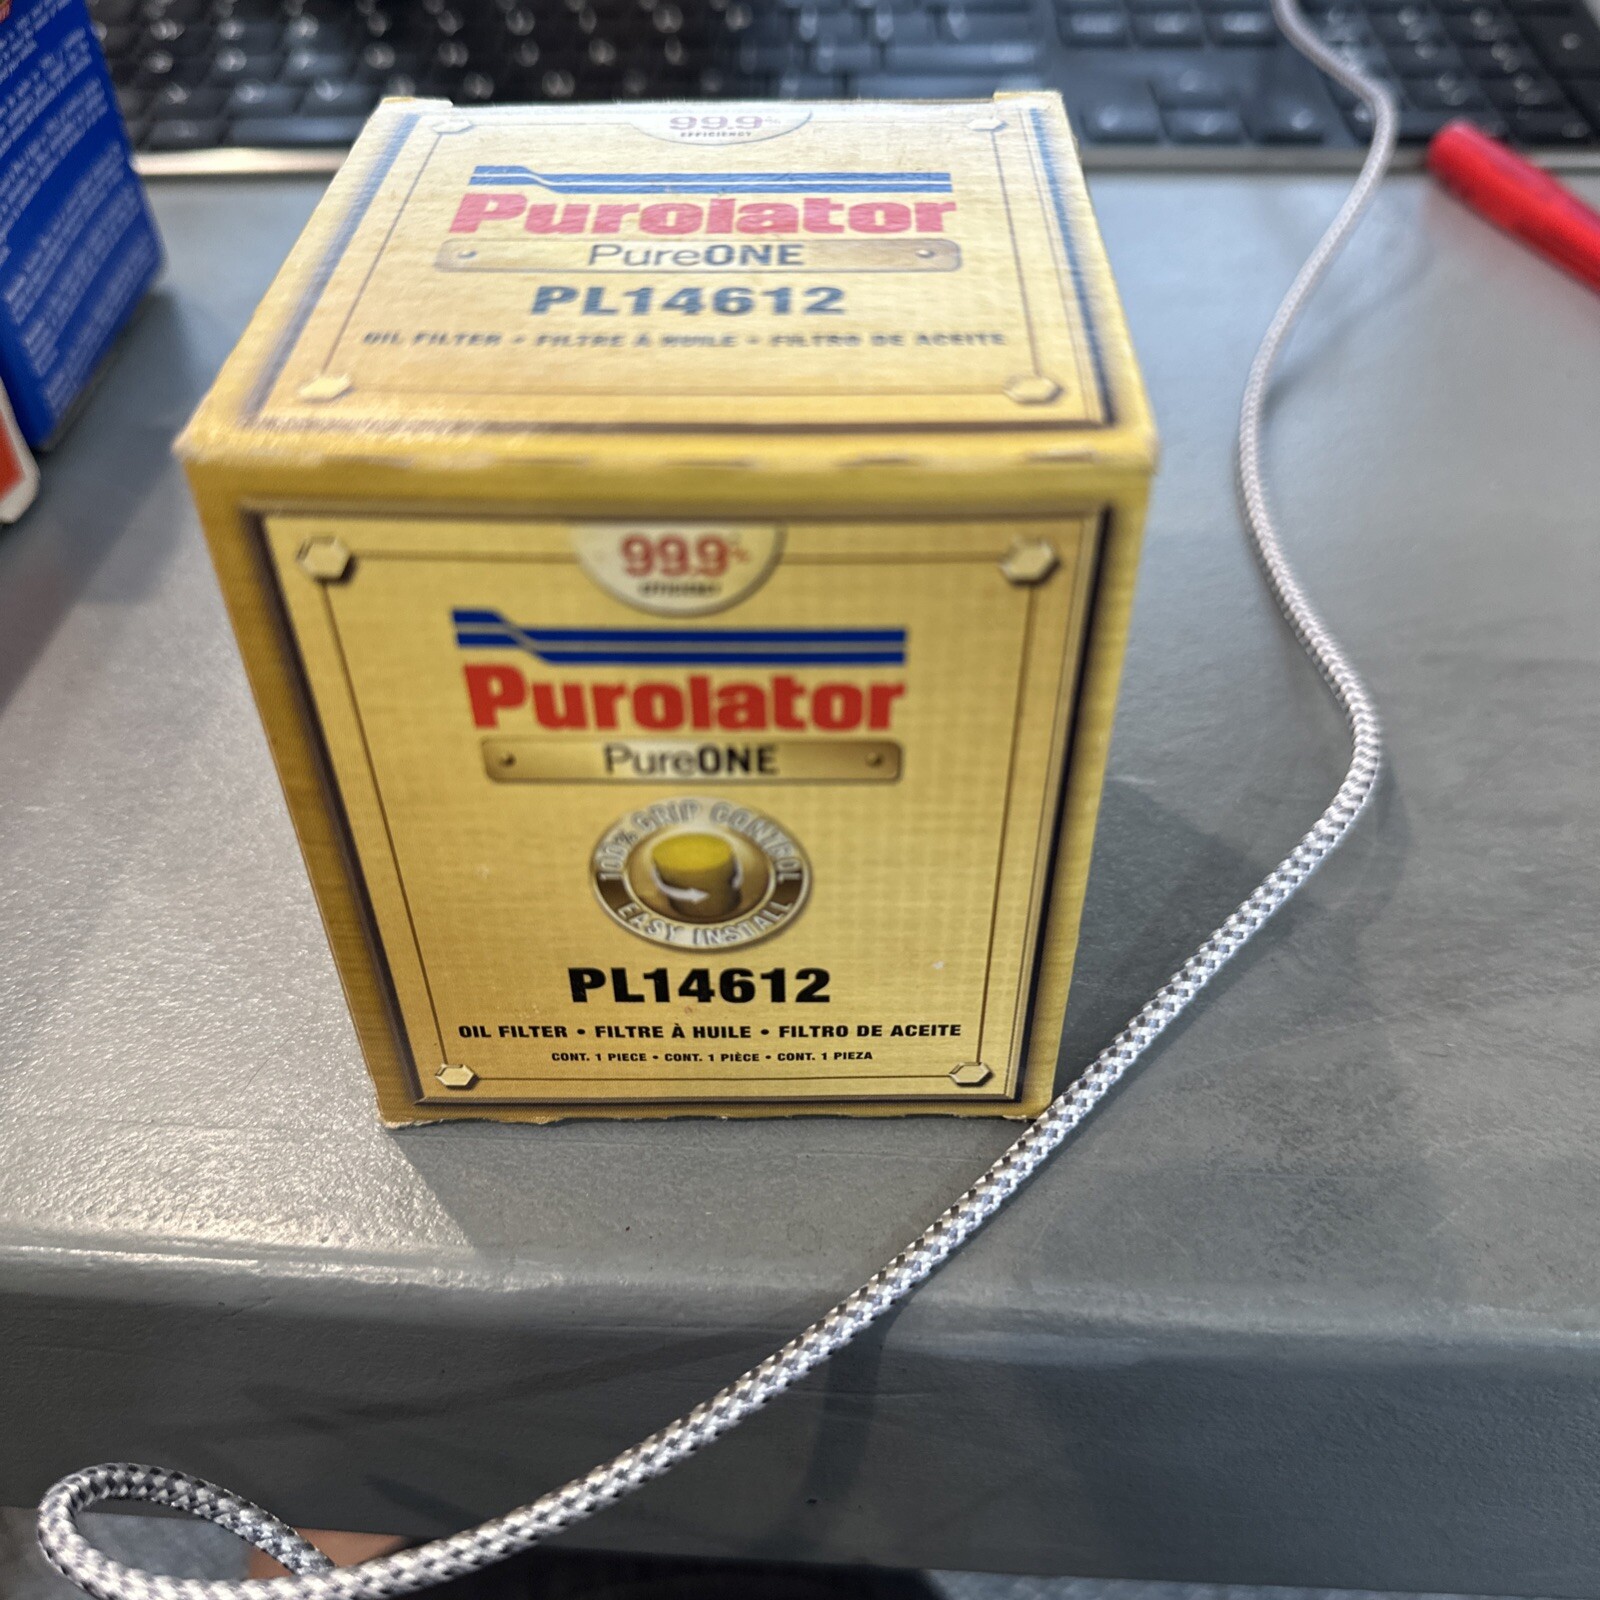 99.9%
EFFICIENCY
Purolator
PureONE
PL14612
OIL FILTER • FILTRE À HUILE • FILTRO DE ACEITE
99.9%
EFFICIENCY
Purolator
PureONE
100% GRIP CONTROL
EASY INSTALL
PL14612
OIL FILTER • FILTRE À HUILE • FILTRO DE ACEITE
CONT. 1 PIECE • CONT. 1 PIÈCE • CONT. 1 PIEZA